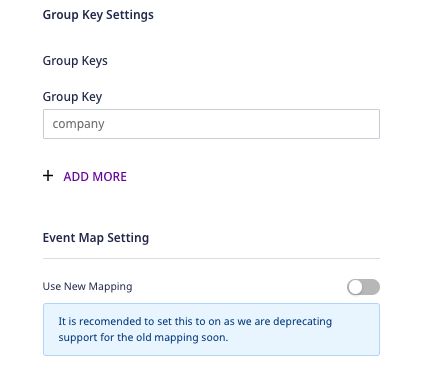 Group Key Settings
Group Keys
Group Key
company
+ ADD MORE
Event Map Setting
Use New Mapping
It is recomended to set this to on as we are deprecating
support for the old mapping soon.